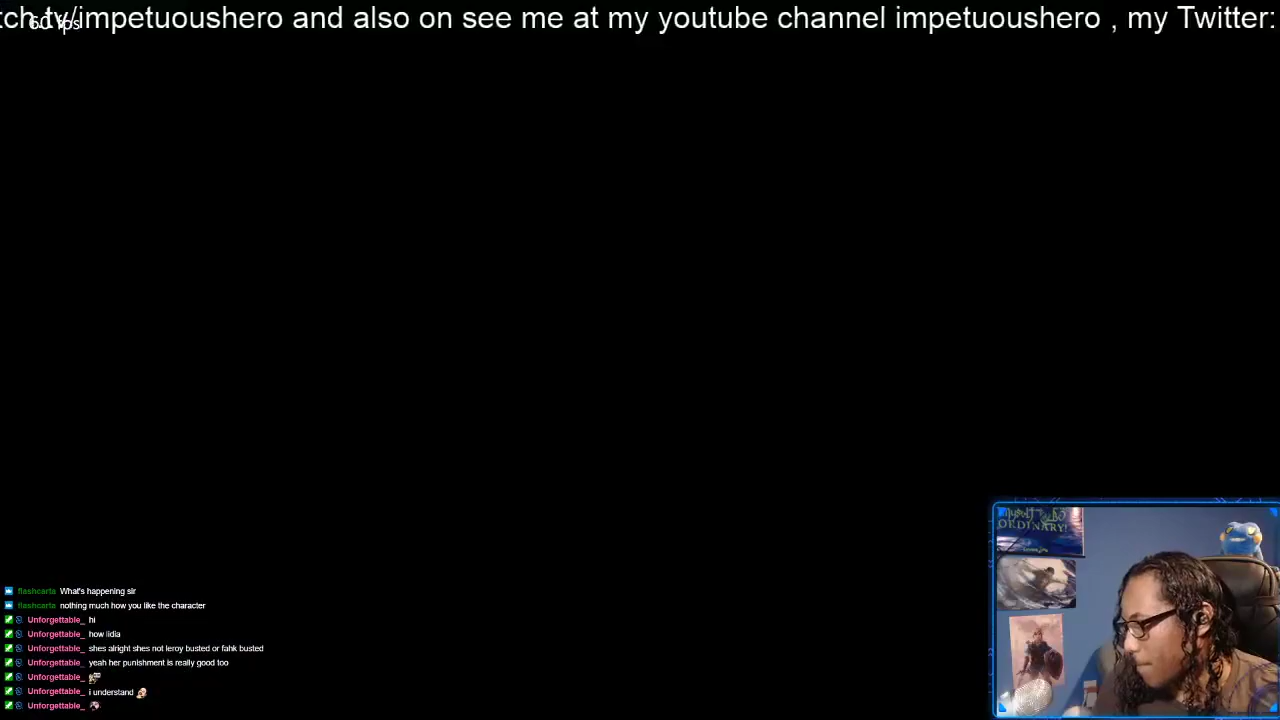 tch.tv/impetuoushero and also on see me at my youtube channel impetuoushero , my Twitter:
60 fps
flashcarta What's happening sir
flashcarta nothing much how you like the character
Unforgettable_ hi
Unforgettable_ how lidia
Unforgettable_ shes alright shes not leroy busted or fahk busted
Unforgettable_ yeah her punishment is really good too
Unforgettable_
Unforgettable_ i understand
Unforgettable_
ORDINARY!